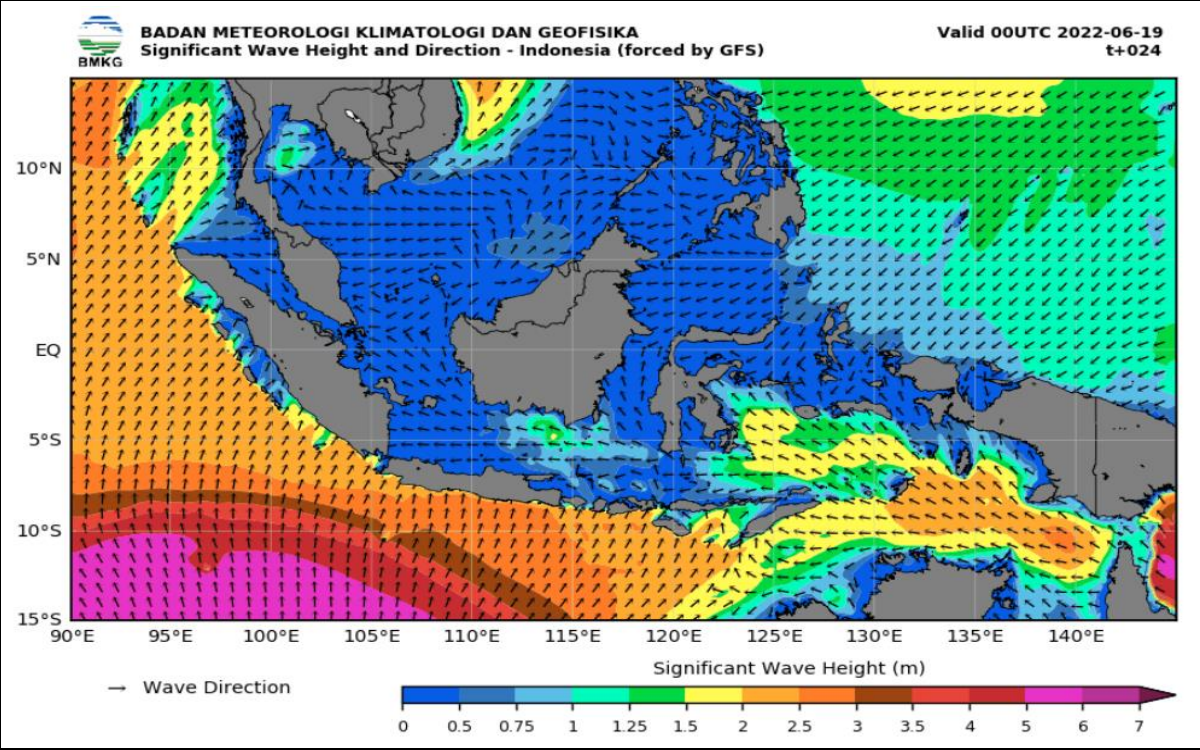 BMKG
BADAN METEOROLOGI KLIMATOLOGI DAN GEOFISIKA
Significant Wave Height and Direction - Indonesia (forced by GFS)
Valid 00UTC 2022-06-19
t+024
10°N
5°N
EQ
5°S
10°S
15°S
90°E 95°E 100°E 105°E 110°E 115°E 120°E 125°E 130°E 135°E 140°E
Wave Direction
Significant Wave Height (m)
0 0.5 0.75 1 1.25 1.5 2 2.5 3 3.5 4 5 6 7